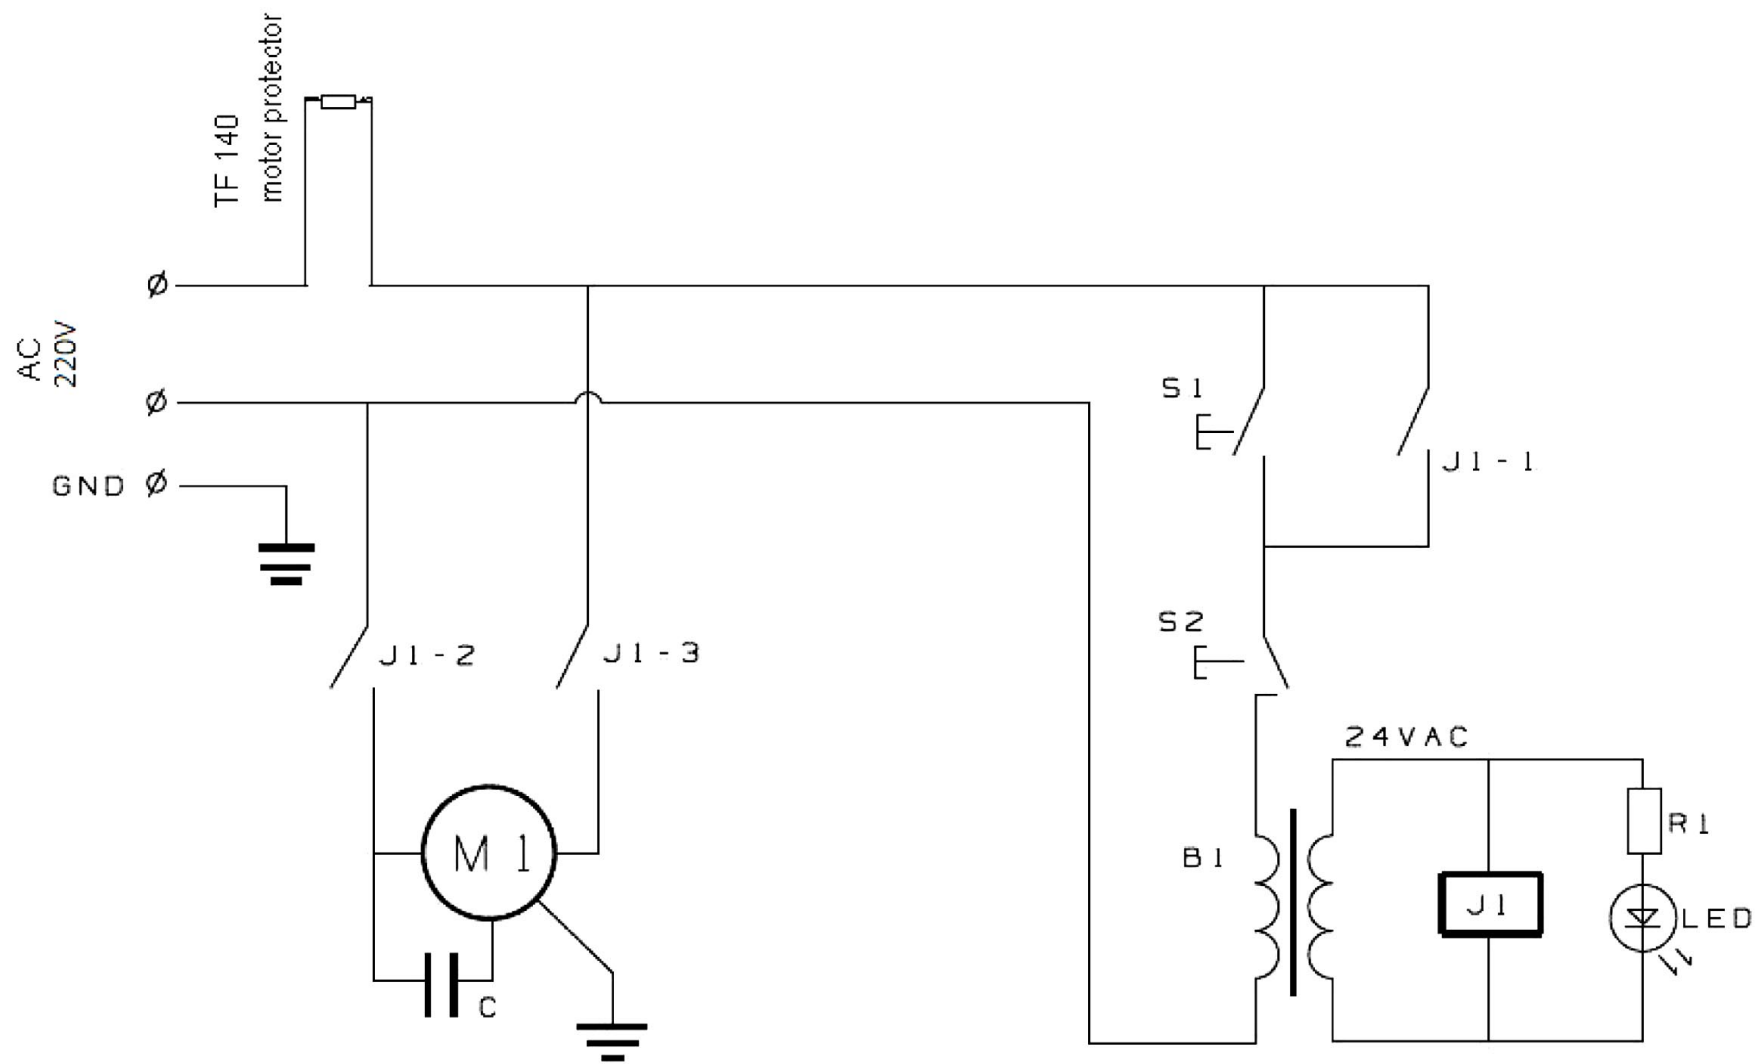 TF 140
motor protector
AC
220V
GND
S1
J1-1
J1-2
J1-3
S2
24VAC
M1
B1
R1
J1
LED
C